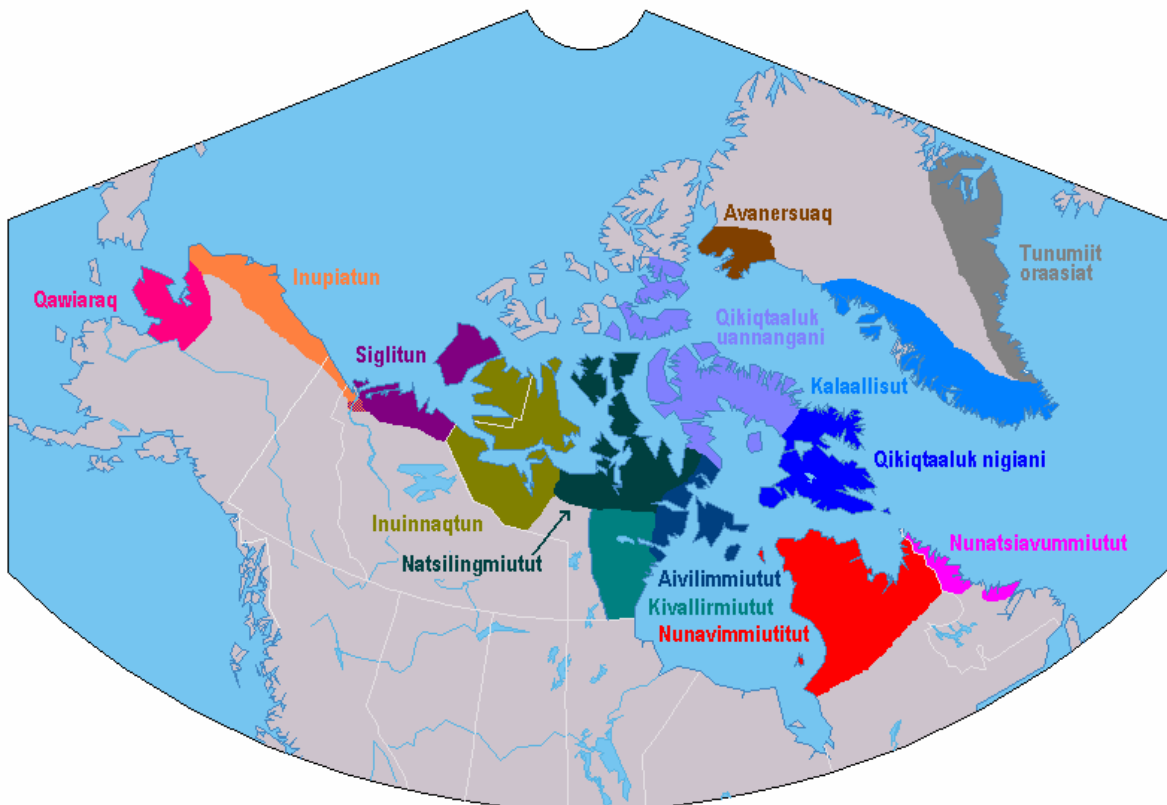 Avanersuaq
Tunumiit
oraasiat
Inupiatun
Qawiaraq
Qikiqtaaluk
uannangani
Siglitun
Kalaallisut
Qikiqtaaluk nigiani
Inuinnaqtun
Nunatsiavummiutut
Natsilingmiutut
Aivilimmiutut
Kivallirmiutut
Nunavimmiutitut